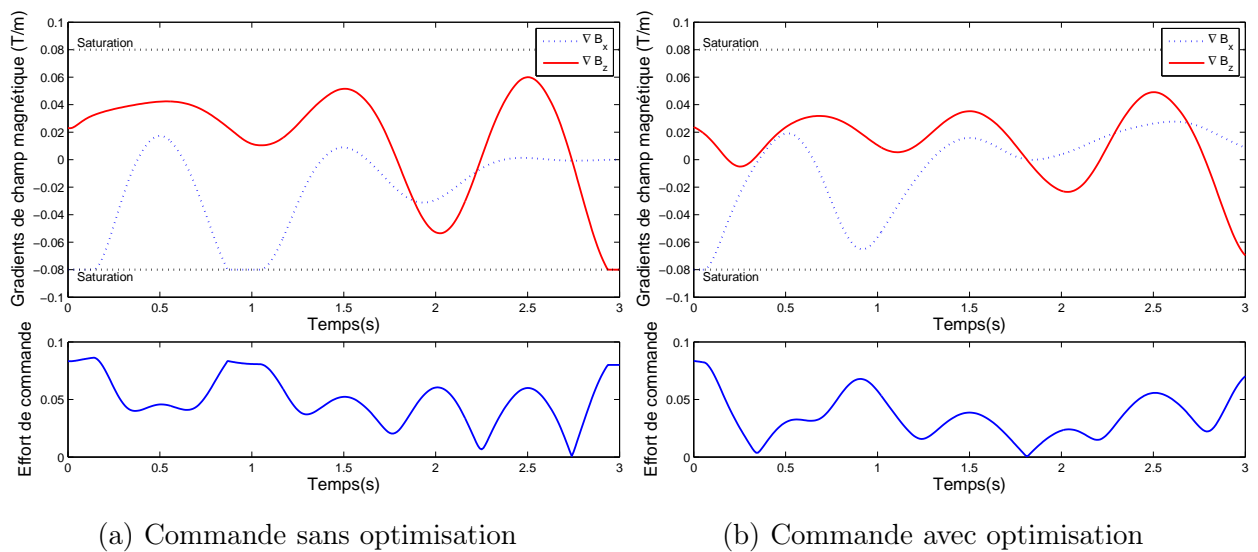 0.1
0.08
0.06
0.04
0.02
0
−0.02
−0.04
−0.06
−0.08
−0.1
Gradients de champ magnétique (T/m)
Saturation
Saturation
∇ Bx
∇ Bz
0 0.5 1 1.5 2 2.5 3
Temps(s)
0.1
0.05
0
Effort de commande
0 0.5 1 1.5 2 2.5 3
Temps(s)
(a) Commande sans optimisation
0.1
0.08
0.06
0.04
0.02
0
−0.02
−0.04
−0.06
−0.08
−0.1
Gradients de champ magnétique (T/m)
Saturation
Saturation
∇ Bx
∇ Bz
0 0.5 1 1.5 2 2.5 3
Temps(s)
0.1
0.05
0
Effort de commande
0 0.5 1 1.5 2 2.5 3
Temps(s)
(b) Commande avec optimisation